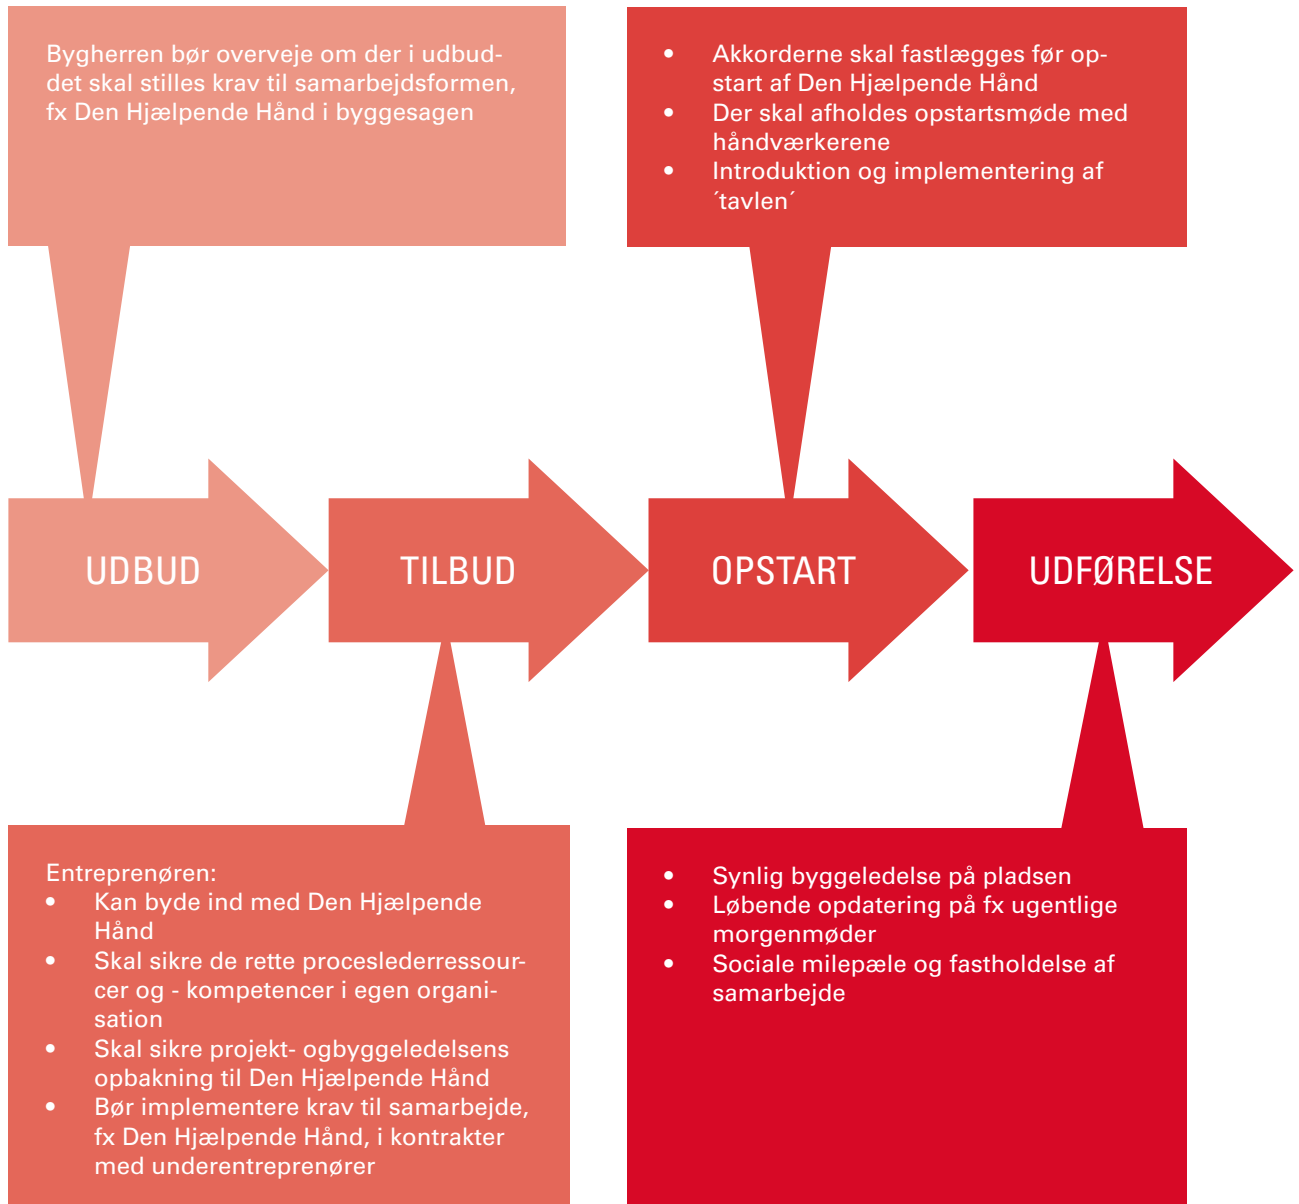 Bygherren bør overveje om der i udbud-
det skal stilles krav til samarbejdsformen,
fx Den Hjælpende Hånd i byggesagen
• Akkorderne skal fastlægges før op-
start af Den Hjælpende Hånd
• Der skal afholdes opstartsmøde med
håndværkerene
• Introduktion og implementering af
´tavlen´
UDBUD
TILBUD
OPSTART
UDFØRELSE
Entreprenøren:
• Kan byde ind med Den Hjælpende
Hånd
• Skal sikre de rette proceslederressour-
cer og - kompetencer i egen organi-
sation
• Skal sikre projekt- ogbyggeledelsens
opbakning til Den Hjælpende Hånd
• Bør implementere krav til samarbejde,
fx Den Hjælpende Hånd, i kontrakter
med underentreprenører
• Synlig byggeledelse på pladsen
• Løbende opdatering på fx ugentlige
morgenmøder
• Sociale milepæle og fastholdelse af
samarbejde